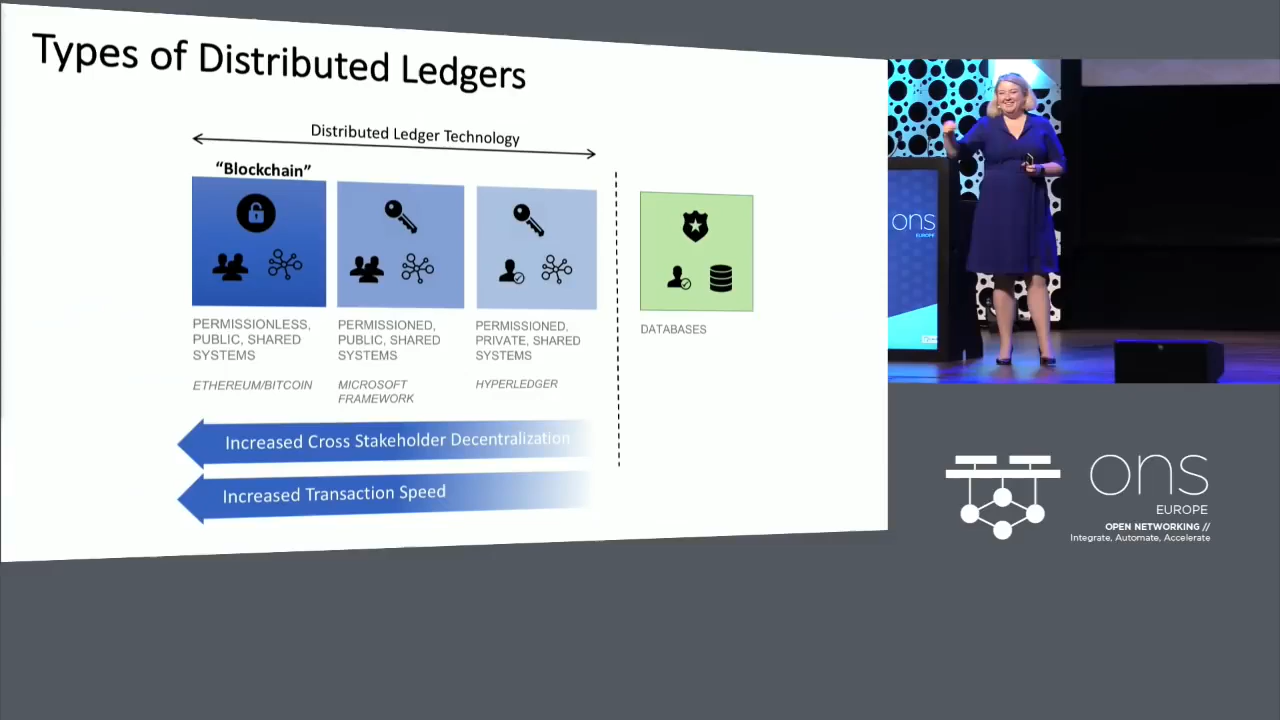 Types of Distributed Ledgers
Distributed Ledger Technology
“Blockchain”
PERMISSIONLESS,
PUBLIC, SHARED
SYSTEMS
ETHEREUM/BITCOIN
PERMISSIONED,
PUBLIC, SHARED
SYSTEMS
MICROSOFT
FRAMEWORK
PERMISSIONED,
PRIVATE, SHARED
SYSTEMS
HYPERLEDGER
DATABASES
Increased Cross Stakeholder Decentralization
Increased Transaction Speed
ons
EUROPE
ons
EUROPE
OPEN NETWORKING //
Integrate, Automate, Accelerate